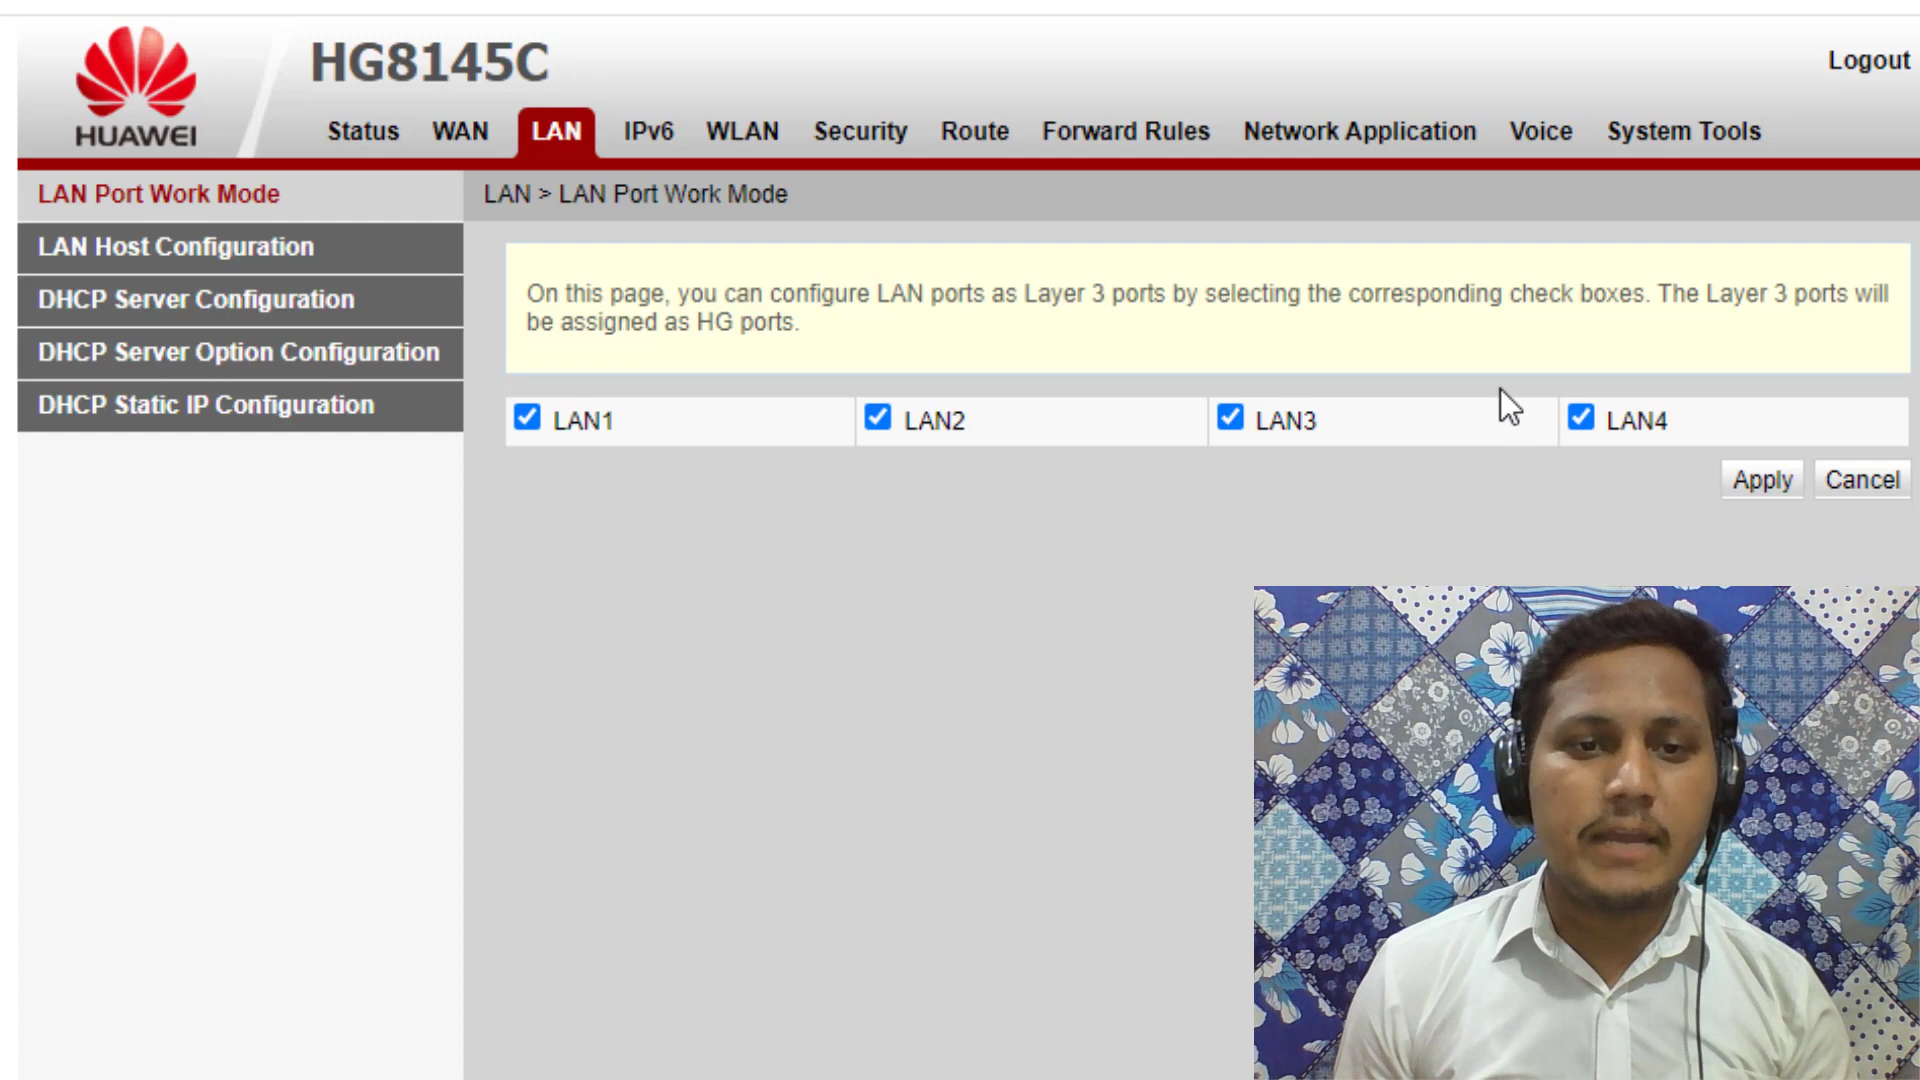 HUAWEI
HG8145C
Logout
Status WAN LAN IPv6 WLAN Security Route Forward Rules Network Application Voice System Tools
LAN Port Work Mode
LAN > LAN Port Work Mode
LAN Host Configuration
DHCP Server Configuration
DHCP Server Option Configuration
DHCP Static IP Configuration
On this page, you can configure LAN ports as Layer 3 ports by selecting the corresponding check boxes. The Layer 3 ports will
be assigned as HG ports.
LAN1 LAN2 LAN3 LAN4
Apply Cancel